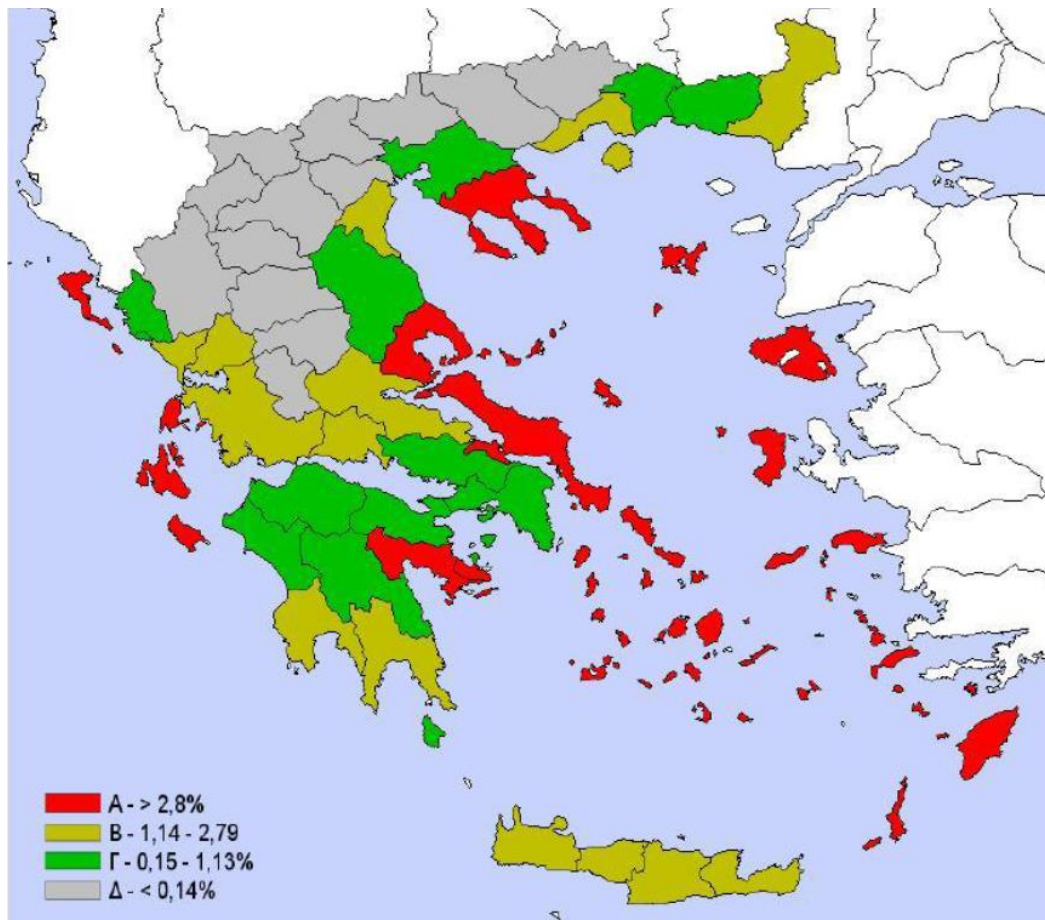 Α - > 2,8%
Β - 1,14 - 2,79
Γ - 0,15 - 1,13%
Δ - < 0,14%